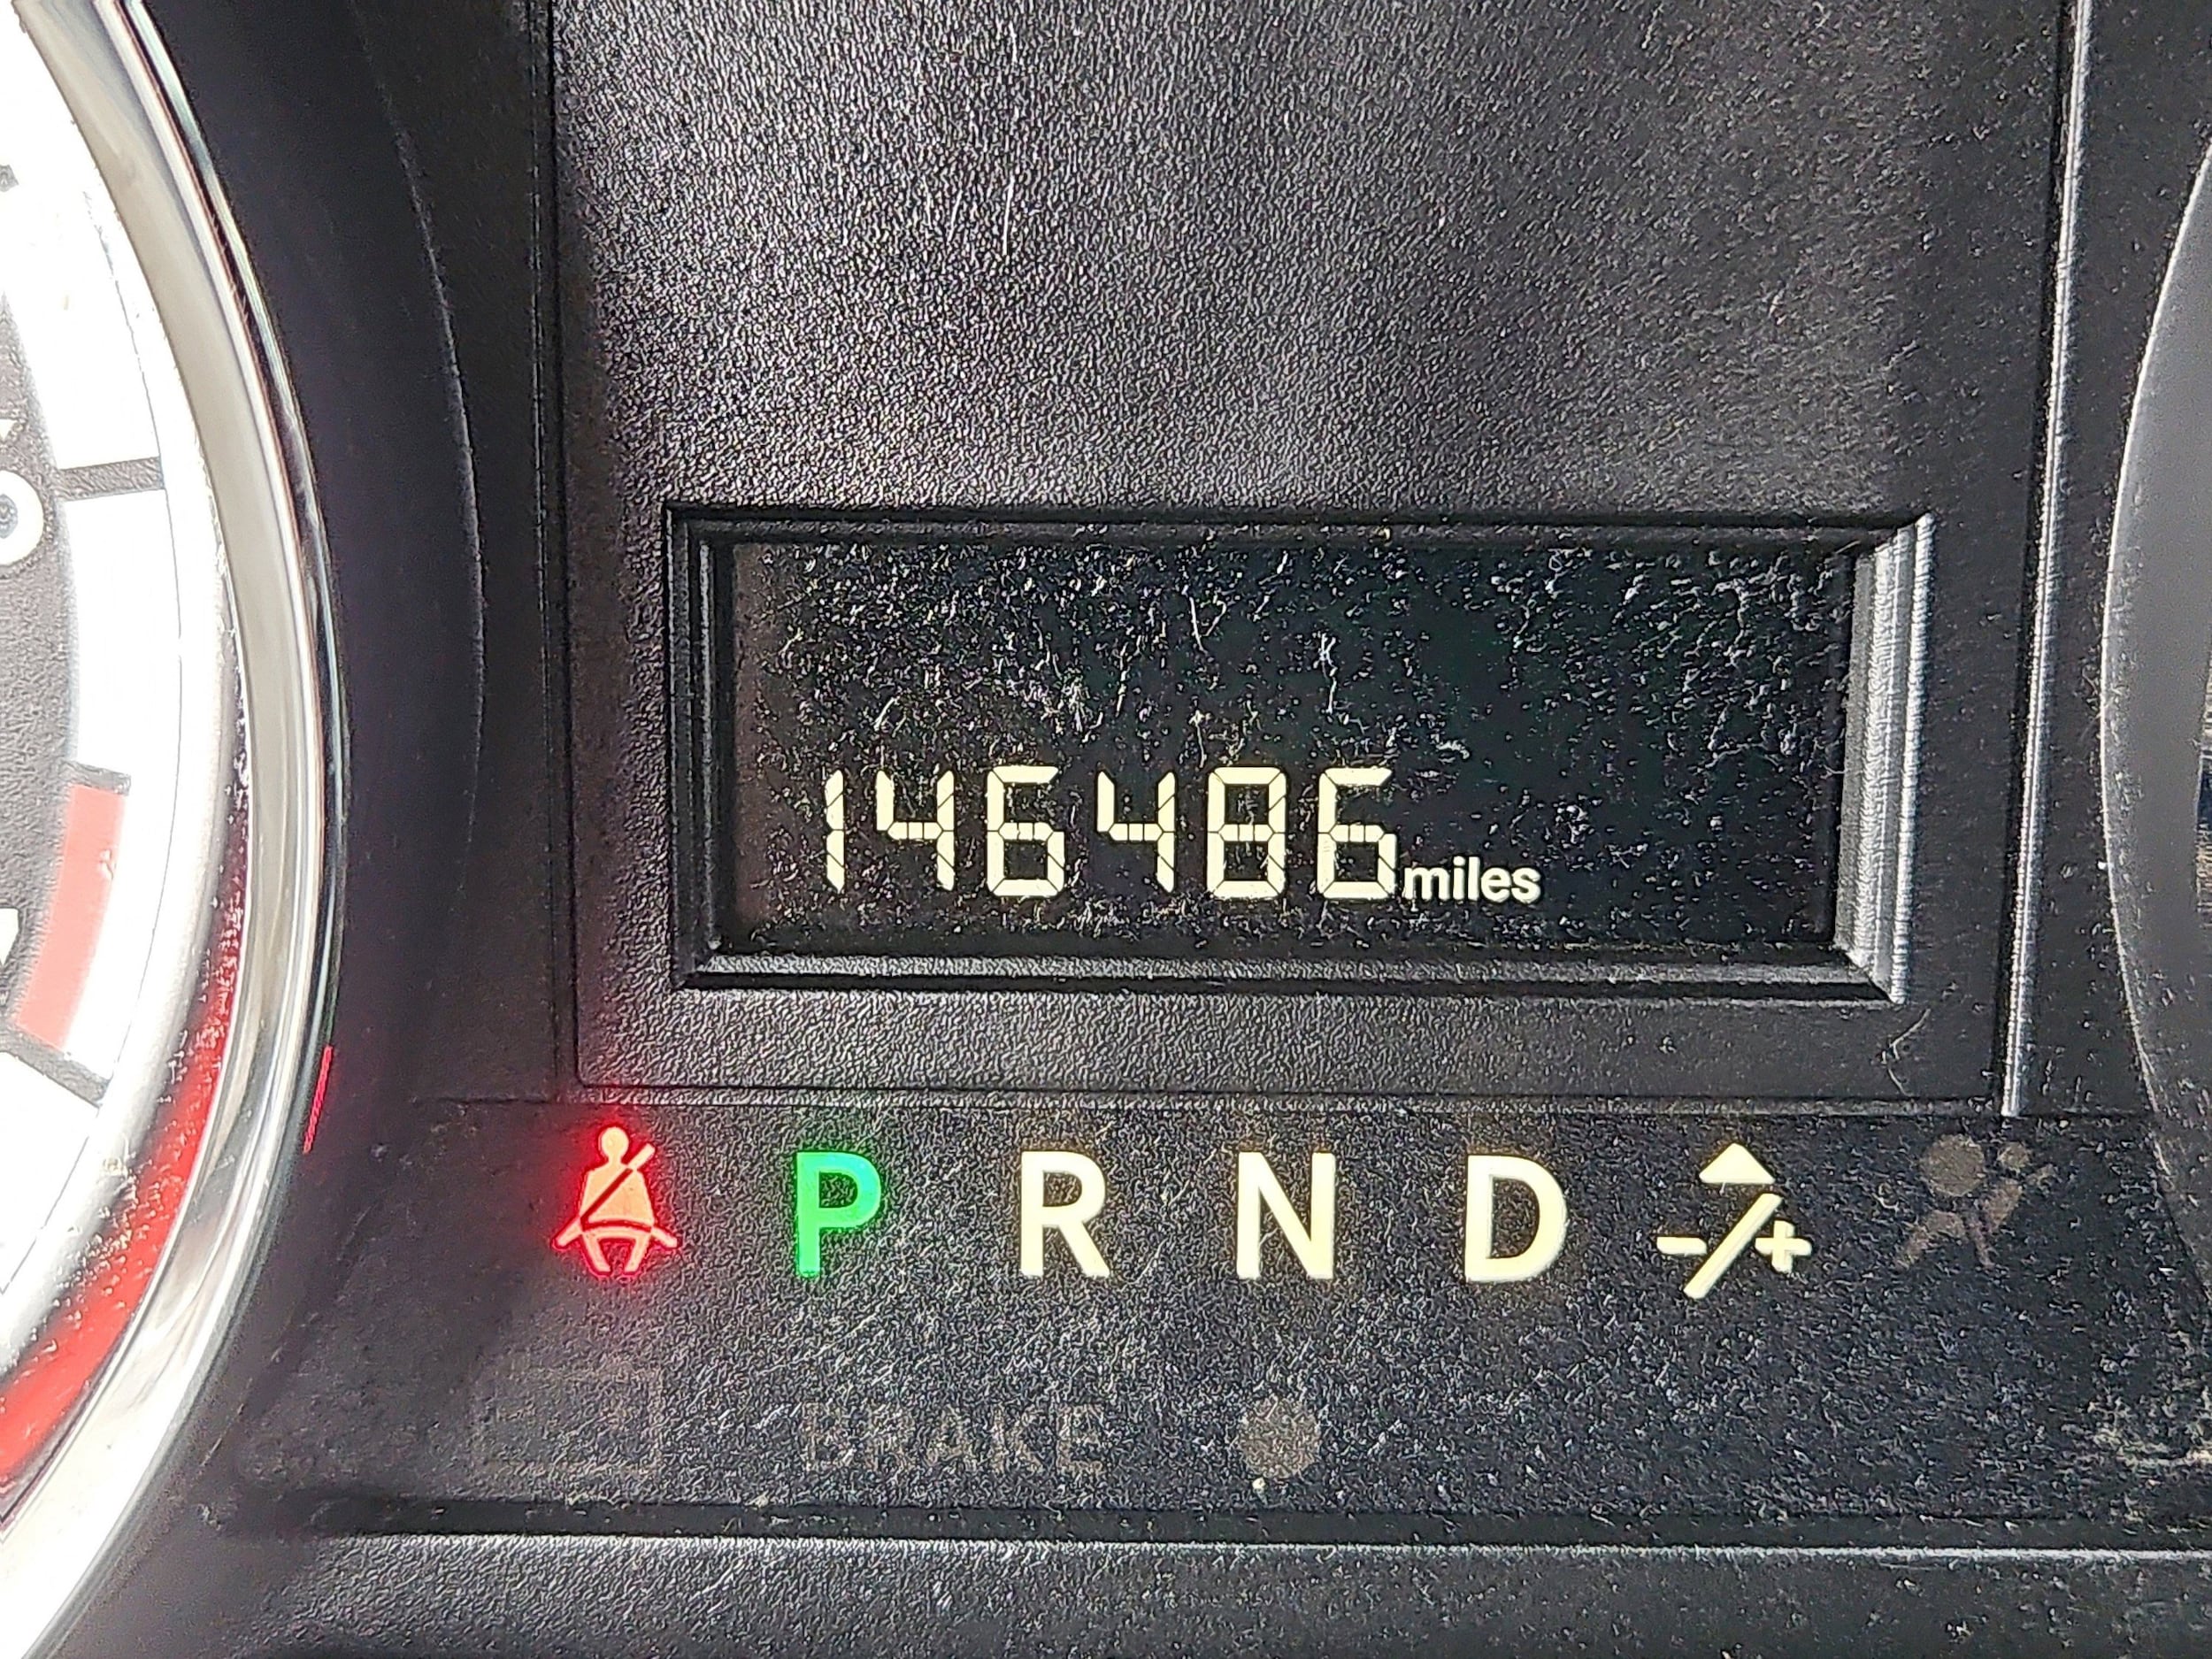 146486miles
P R N D - +
BRAKE